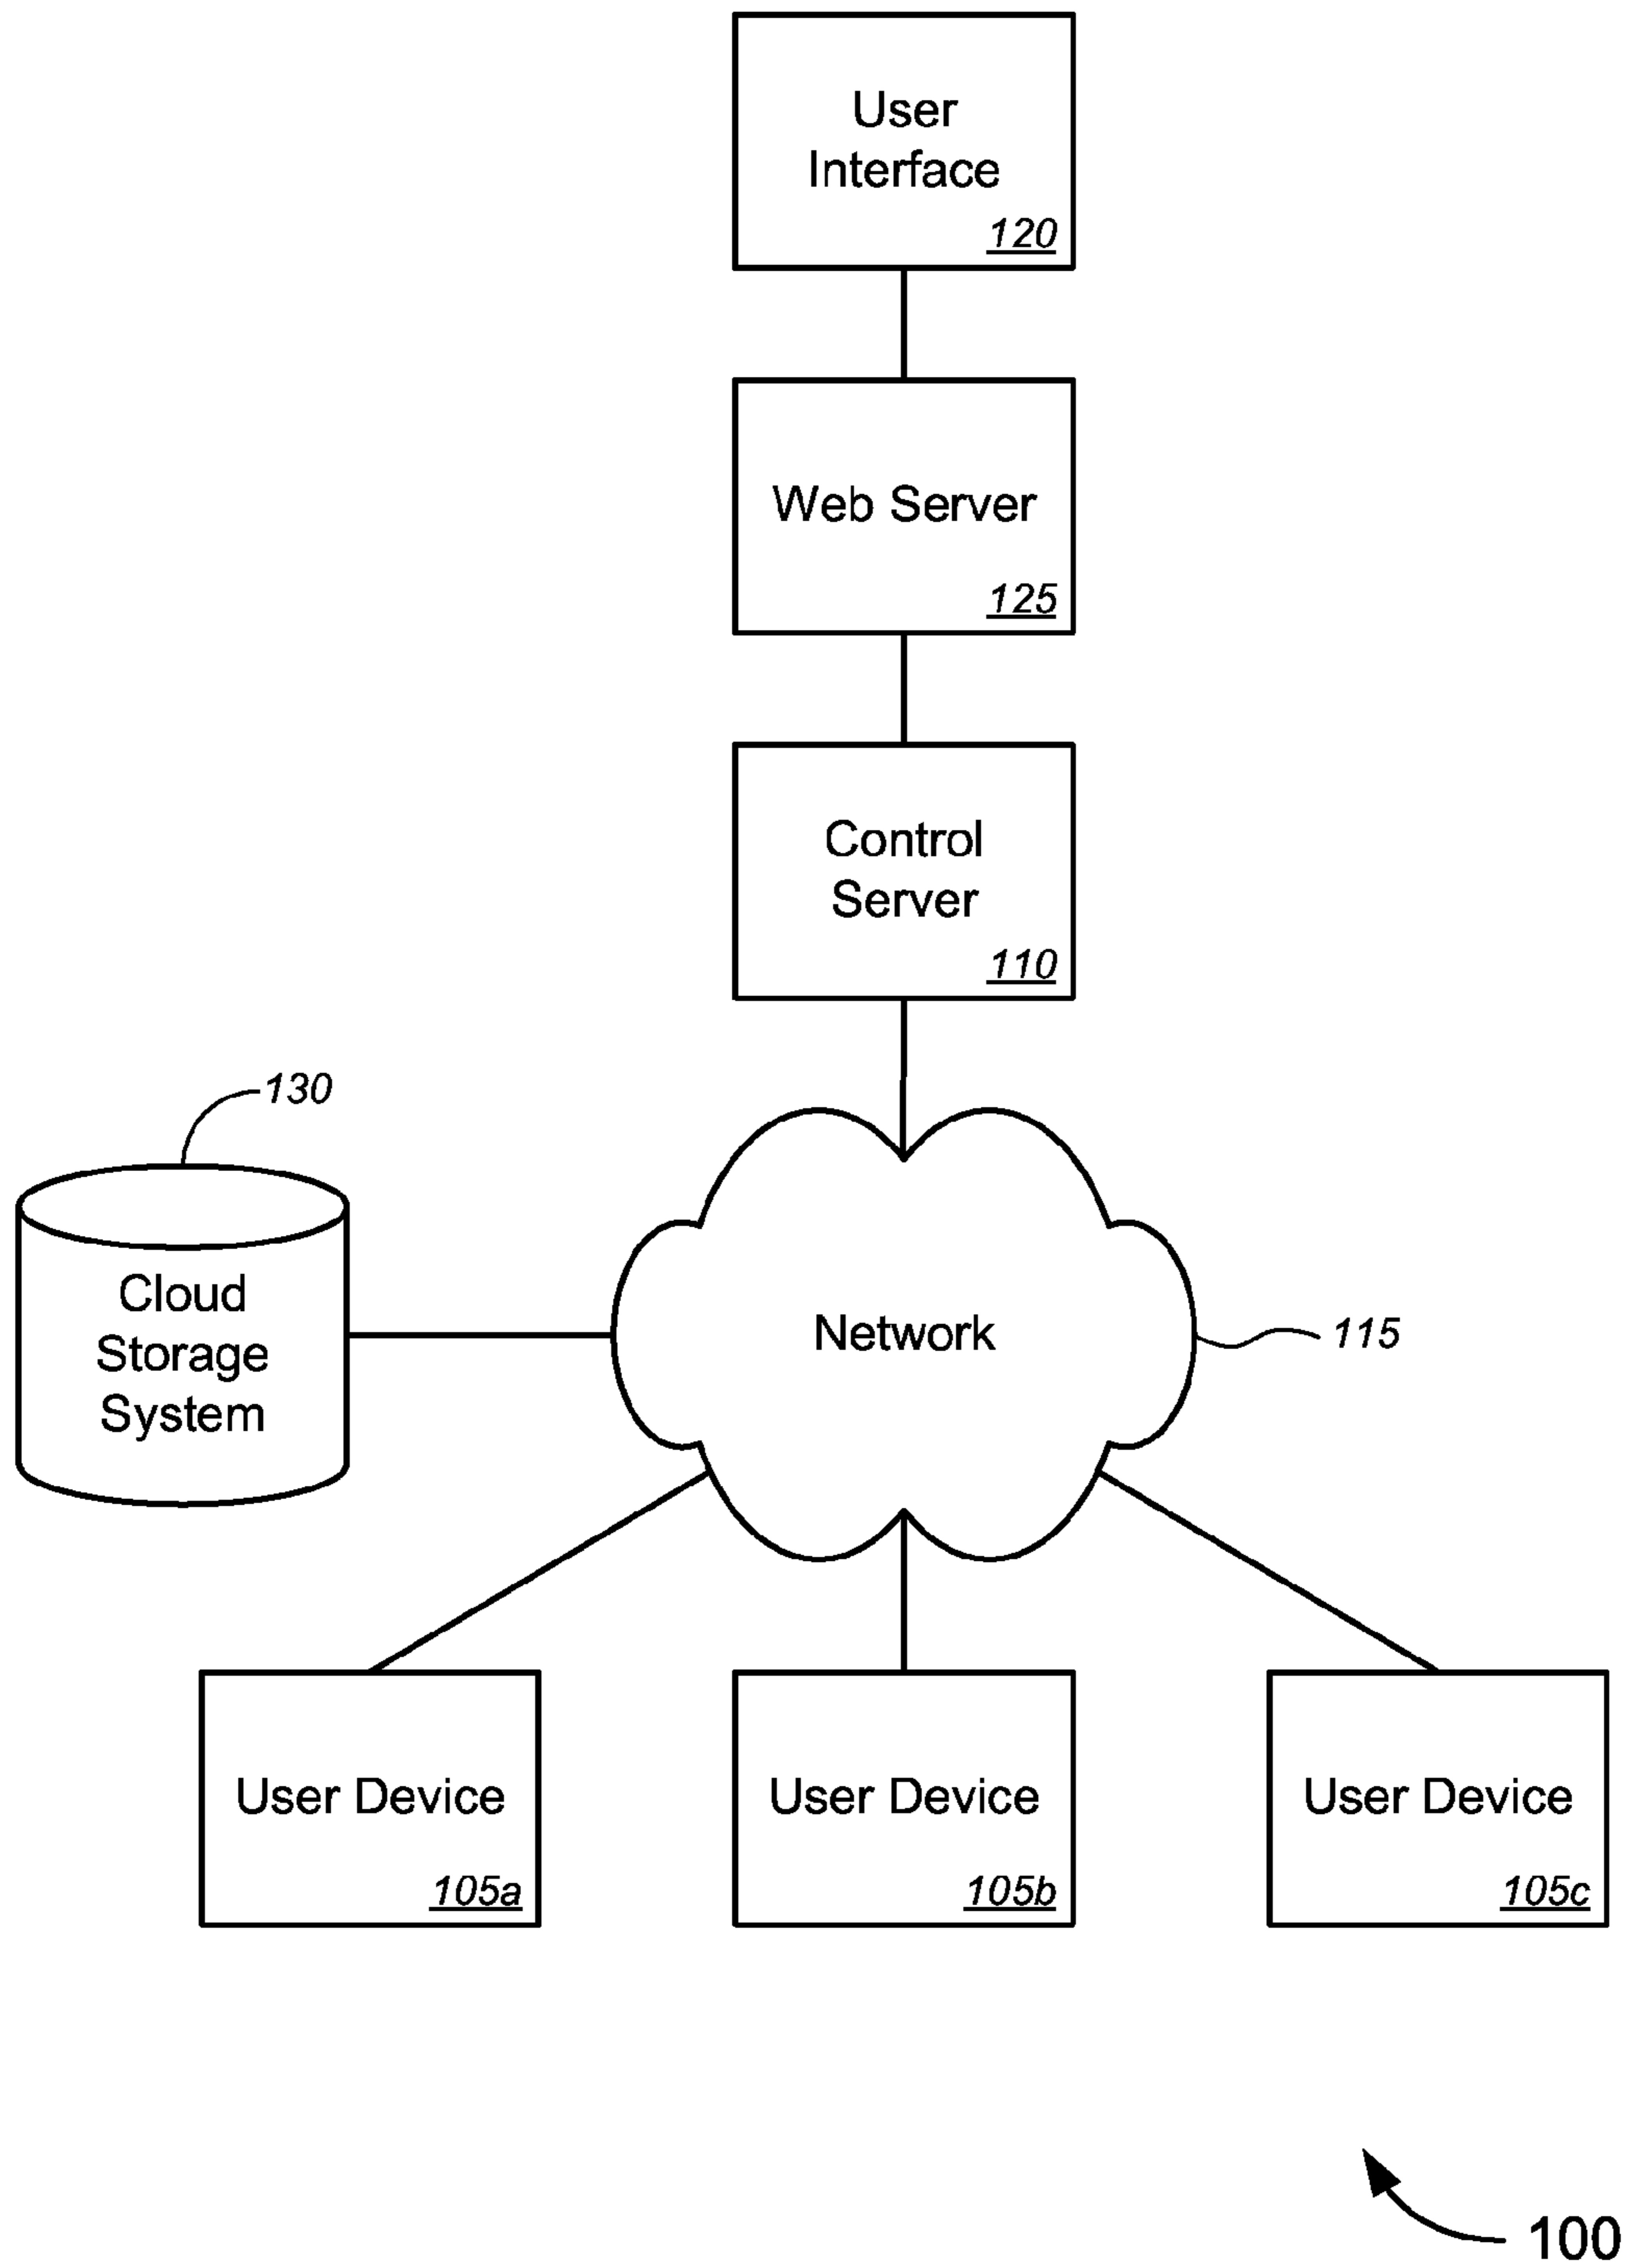 User
Interface
120
Web Server
125
Control
Server
110
130
Cloud
Storage
System
Network
115
User Device
105a
User Device
105b
User Device
105c
100